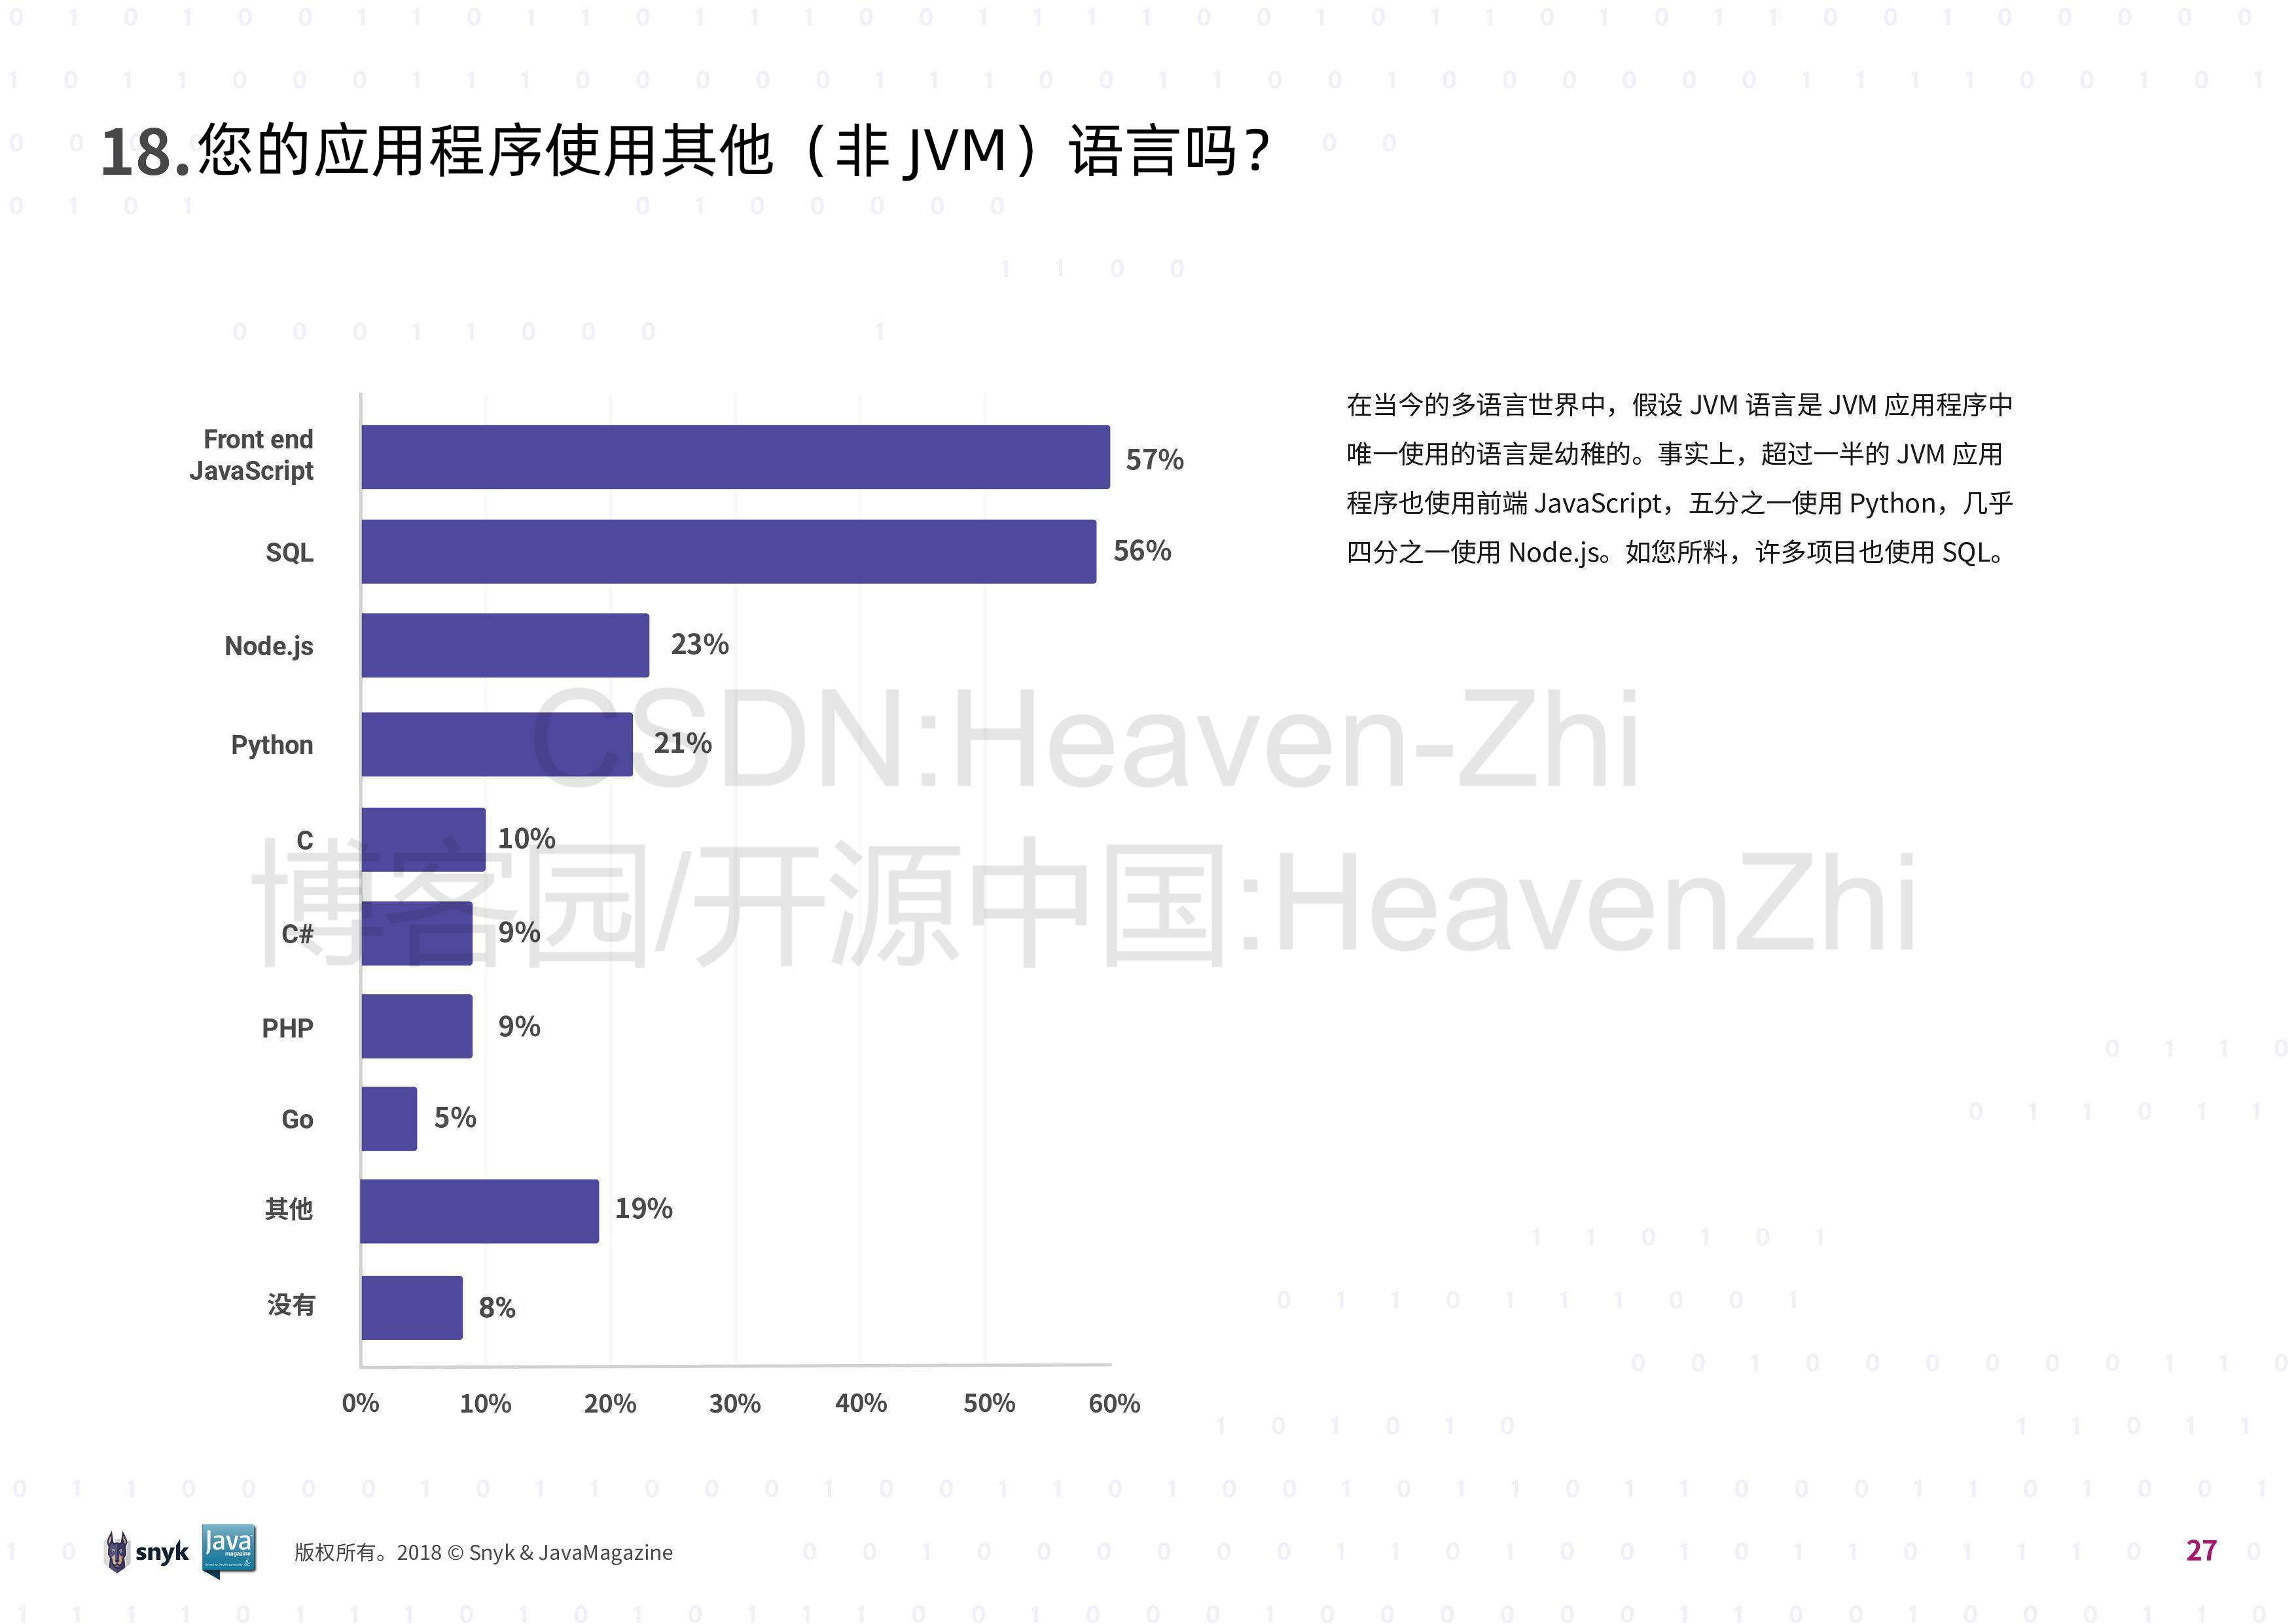 18.您的应用程序使用其他（非 JVM）语言吗？
在当今的多语言世界中，假设 JVM 语言是 JVM 应用程序中
唯一使用的语言是幼稚的。事实上，超过一半的 JVM 应用
程序也使用前端 JavaScript，五分之一使用 Python，几乎
四分之一使用 Node.js。如您所料，许多项目也使用 SQL。
Front end
JavaScript
57%
SQL
56%
Node.js
23%
Python
21%
C
10%
C#
9%
PHP
9%
Go
5%
其他
19%
没有
8%
0% 10% 20% 30% 40% 50% 60%
CSDN:Heaven-Zhi
博客园/开源中国:HeavenZhi
snyk
Java
magazine
版权所有。2018 © Snyk & JavaMagazine
27